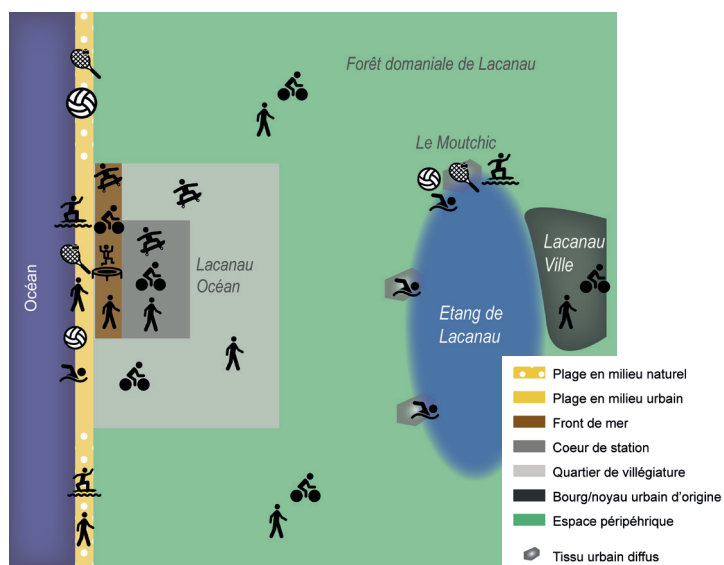 Forêt domaniale de Lacanau
Le Moutchic
Océan
Lacanau
Océan
Lacanau
Ville
Etang de
Lacanau
Plage en milieu naturel
Plage en milieu urbain
Front de mer
Coeur de station
Quartier de villégiature
Bourg/noyau urbain d'origine
Espace péripéhrique
Tissu urbain diffus